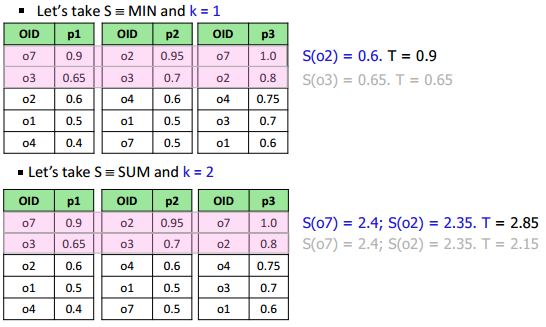 ▪ Let's take S ≡ MIN and k = 1
OID p1 OID p2 OID p3
o7 0.9 o2 0.95 o7 1.0
o3 0.65 o3 0.7 o2 0.8
o2 0.6 o4 0.6 o4 0.75
o1 0.5 o1 0.5 o3 0.7
o4 0.4 o7 0.5 o1 0.6
S(o2) = 0.6. T = 0.9
S(o3) = 0.65. T = 0.65
▪ Let's take S ≡ SUM and k = 2
OID p1 OID p2 OID p3
o7 0.9 o2 0.95 o7 1.0
o3 0.65 o3 0.7 o2 0.8
o2 0.6 o4 0.6 o4 0.75
o1 0.5 o1 0.5 o3 0.7
o4 0.4 o7 0.5 o1 0.6
S(o7) = 2.4; S(o2) = 2.35. T = 2.85
S(o7) = 2.4; S(o2) = 2.35. T = 2.15